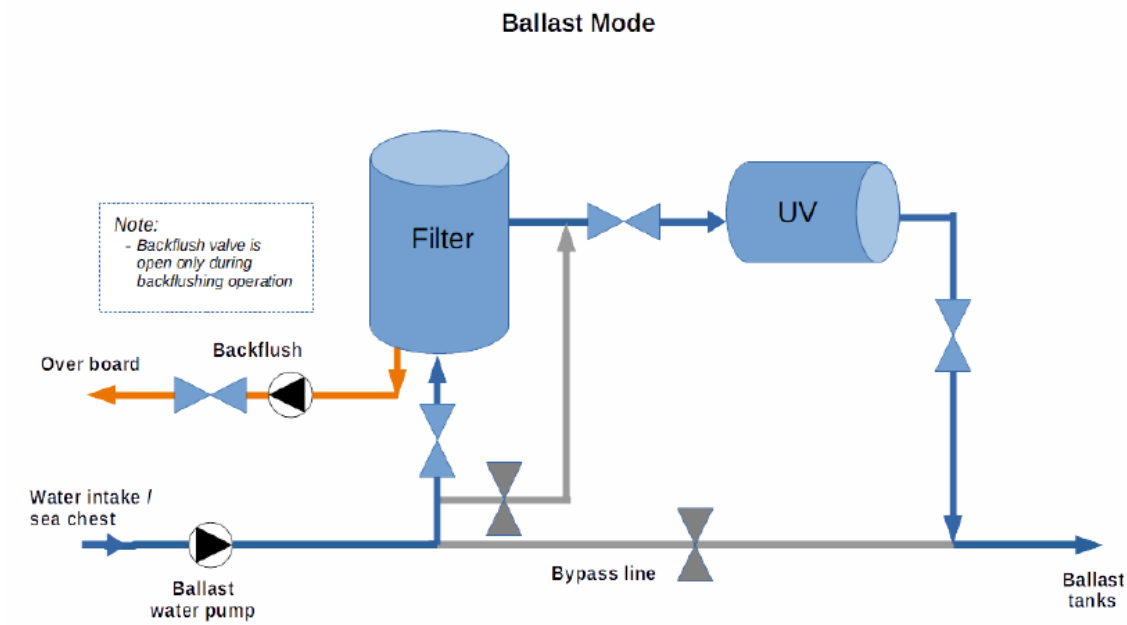 Ballast Mode
Note:
- Backflush valve is
open only during
backflushing operation
Filter
UV
Backflush
Over board
Water intake /
sea chest
Ballast
water pump
Bypass line
Ballast
tanks